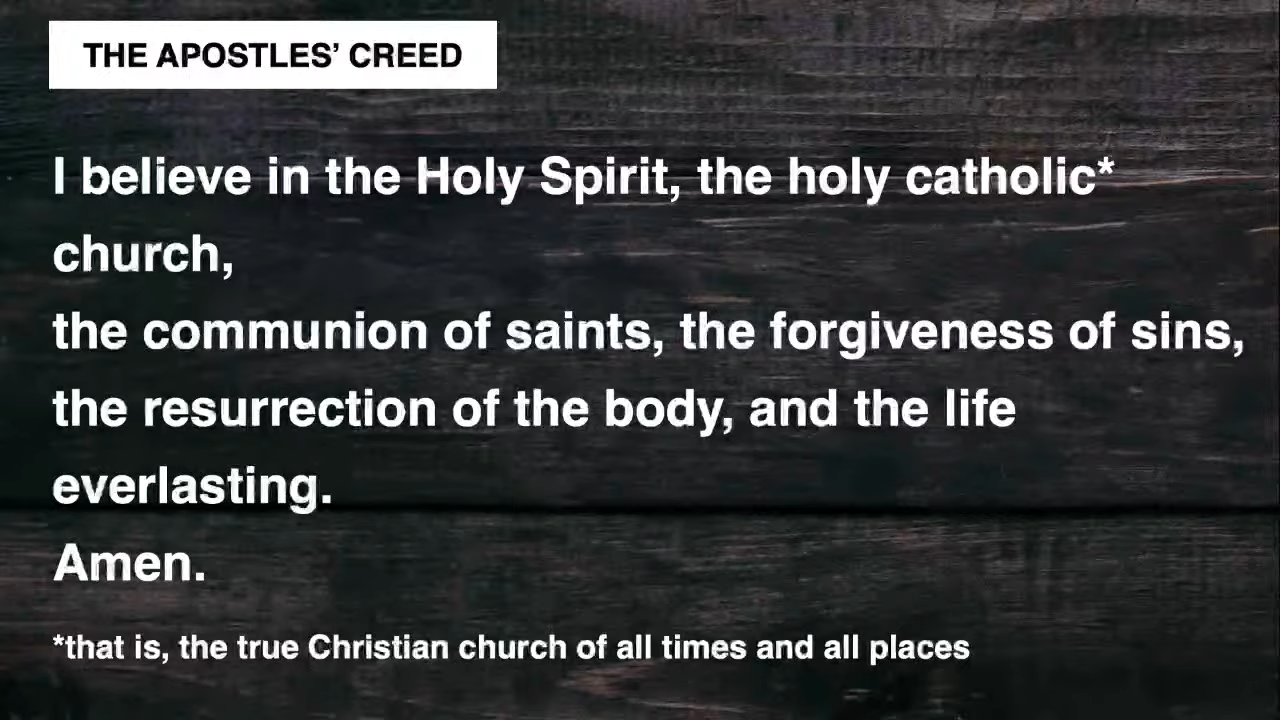 THE APOSTLES’ CREED
I believe in the Holy Spirit, the holy catholic*
church,
the communion of saints, the forgiveness of sins,
the resurrection of the body, and the life
everlasting.
Amen.
*that is, the true Christian church of all times and all places